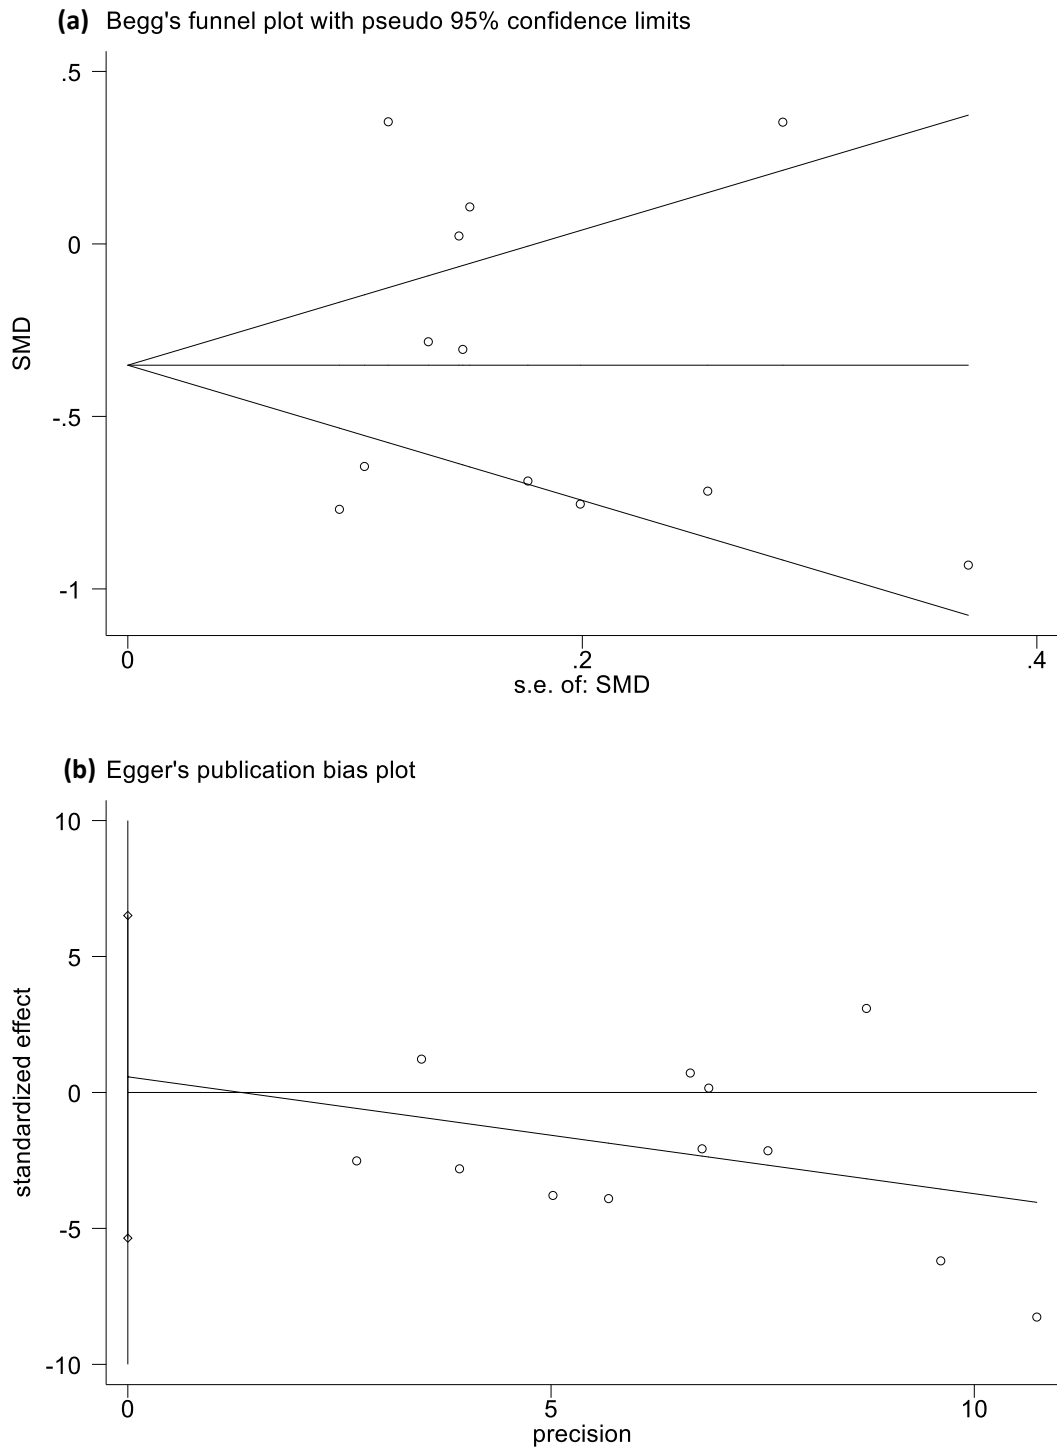 (a) Begg's funnel plot with pseudo 95% confidence limits
.5
0
-.5
-1
SMD
0 .2 .4
s.e. of: SMD
(b) Egger's publication bias plot
10
5
0
-5
-10
standardized effect
0 5 10
precision